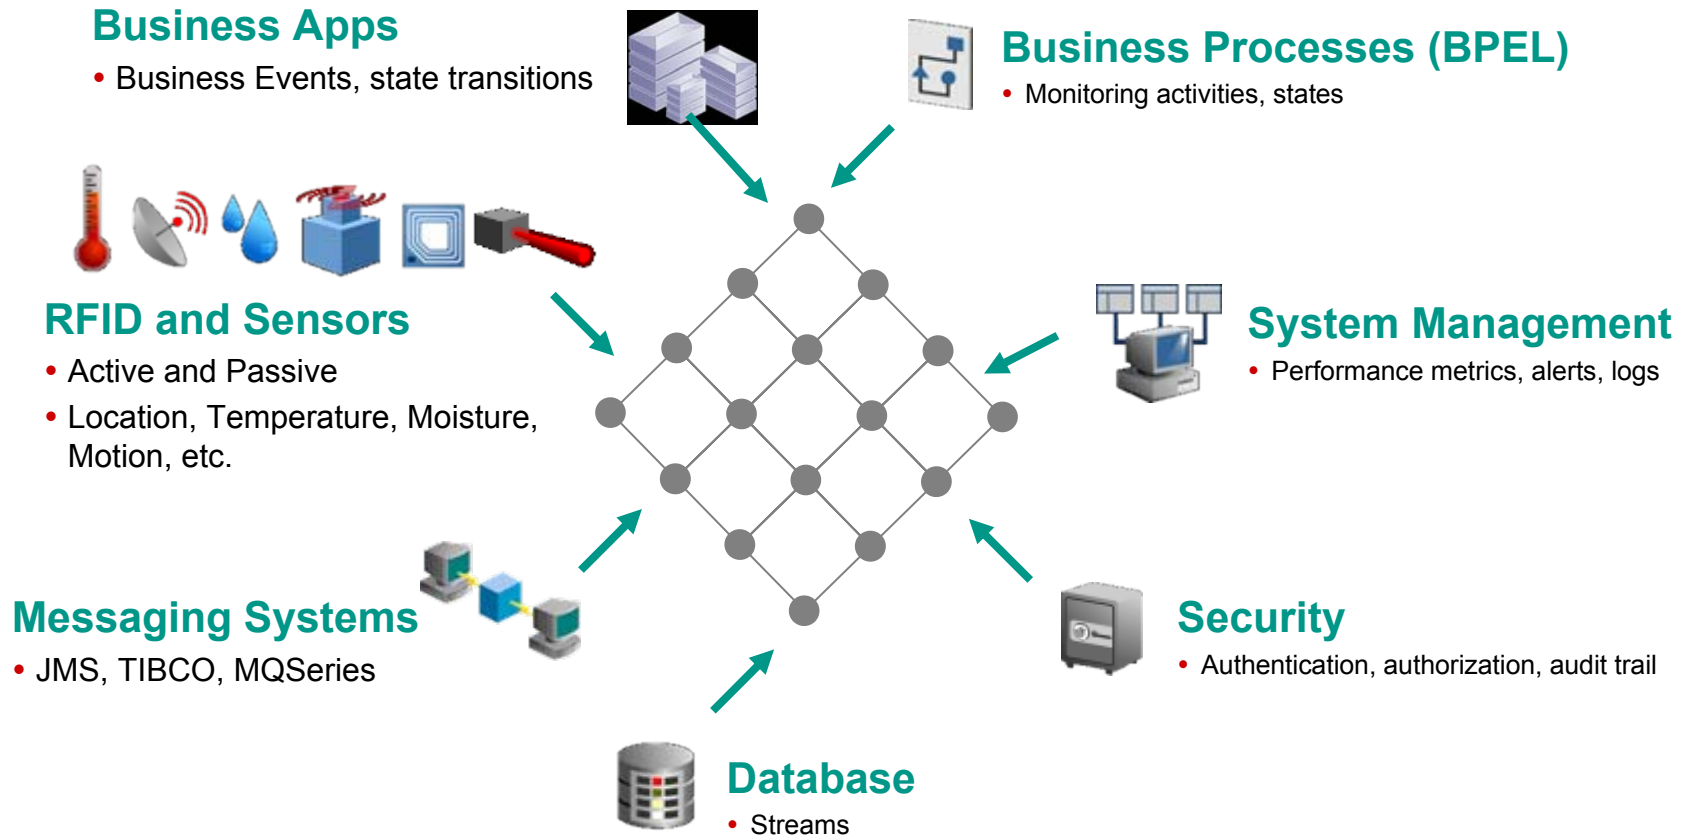 Business Apps
• Business Events, state transitions
Business Processes (BPEL)
• Monitoring activities, states
RFID and Sensors
• Active and Passive
• Location, Temperature, Moisture,
Motion, etc.
System Management
• Performance metrics, alerts, logs
Messaging Systems
• JMS, TIBCO, MQSeries
Security
• Authentication, authorization, audit trail
Database
• Streams